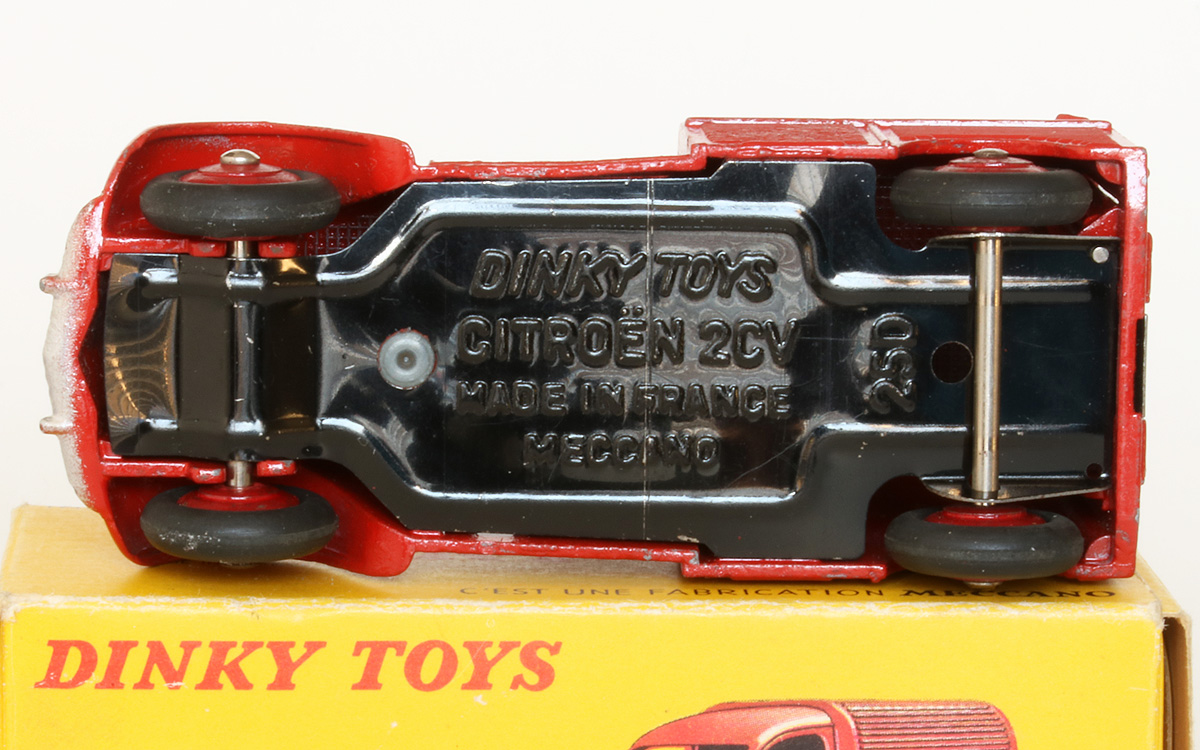 DINKY TOYS
CITROËN 2CV
MADE IN FRANCE
MECCANO
25D
C'EST UNE FABRICATION MECCANO
DINKY TOYS